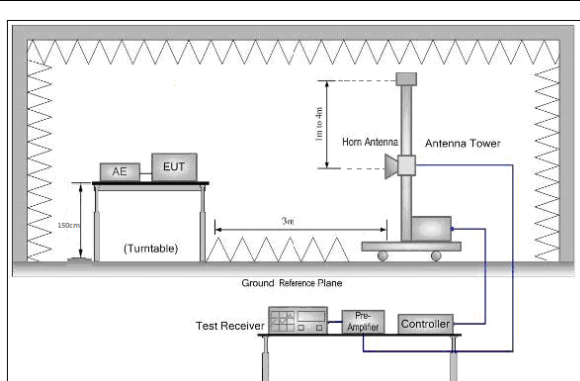 1m to 4m
Horn Antenna
Antenna Tower
AE
EUT
150cm
(Turntable)
3m
Ground Reference Plane
Test Receiver
Pre-
Amplifier
Controller